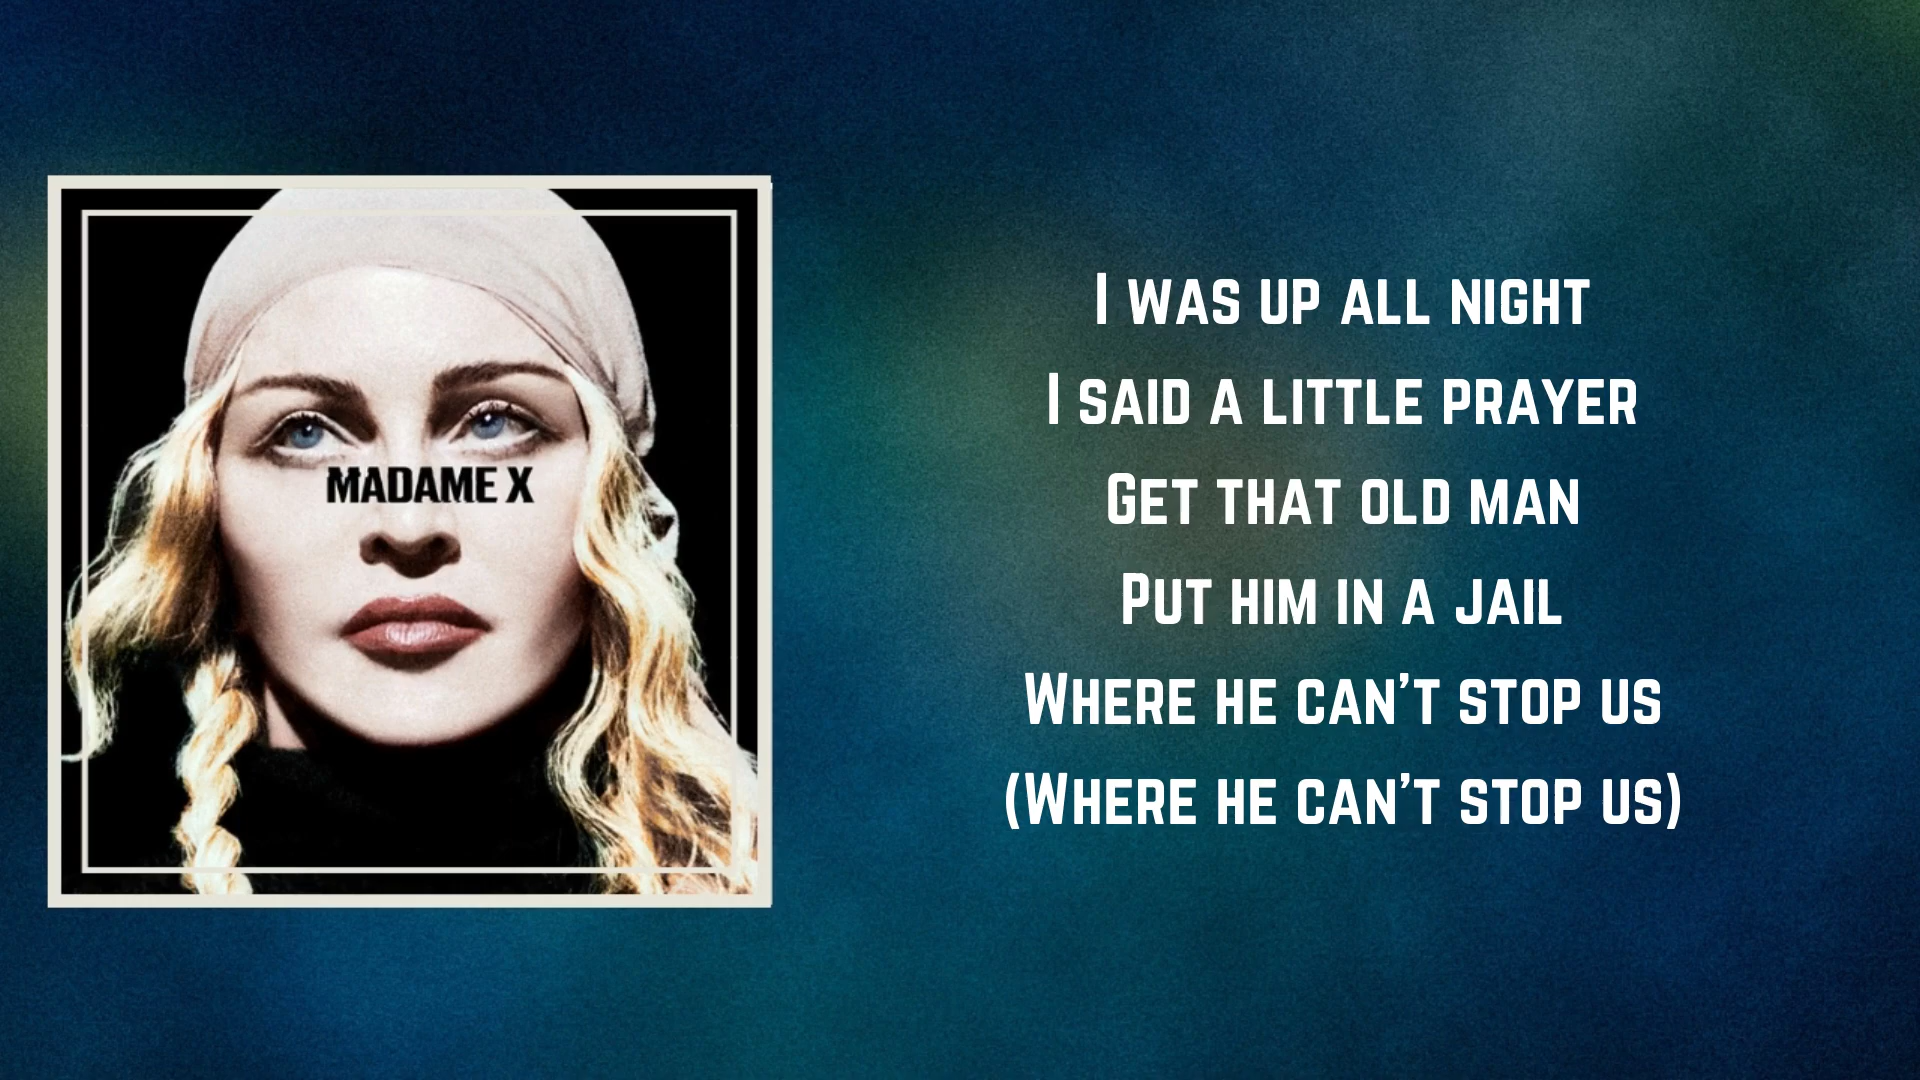 MADAME X
I was up all night
I said a little prayer
Get that old man
Put him in a jail
Where he can't stop us
(Where he can't stop us)